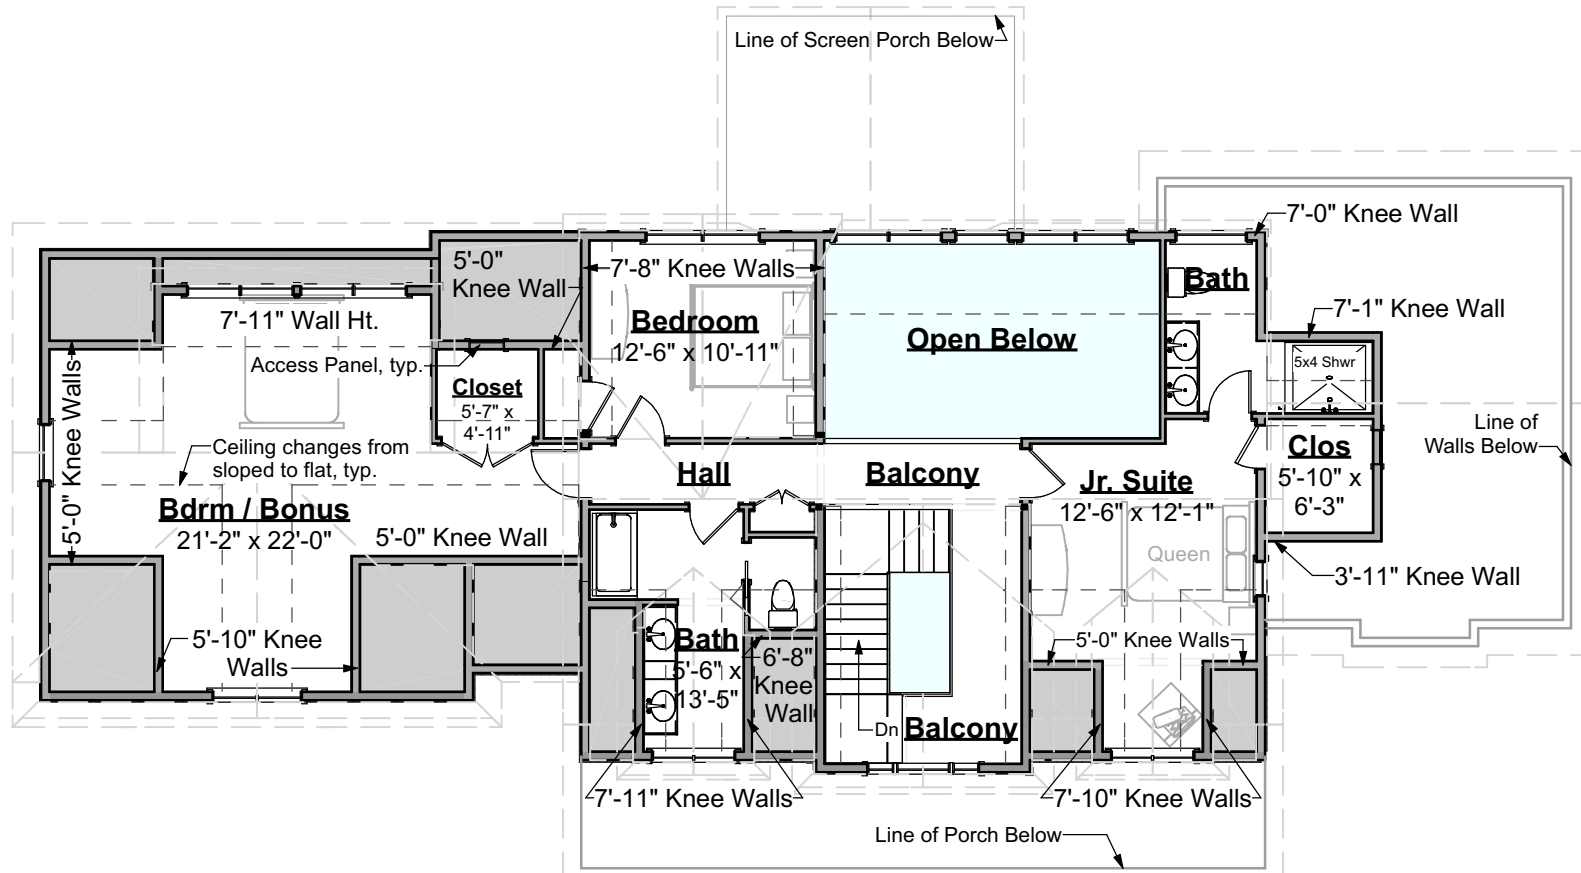 Line of Screen Porch Below
7'-0" Knee Wall
5'-0"
Knee Wall
7'-8" Knee Walls
Bath
7'-11" Wall Ht.
Bedroom
12'-6" x 10'-11"
Open Below
7'-1" Knee Wall
Access Panel, typ.
5x4 Shwr
Closet
5'-7" x
4'-11"
5'-0" Knee Walls
Ceiling changes from
sloped to flat, typ.
Line of
Walls Below
Clos
5'-10" x
6'-3"
Hall
Balcony
Jr. Suite
12'-6" x 12'-1"
Bdrm / Bonus
21'-2" x 22'-0"
5'-0" Knee Wall
Queen
3'-11" Knee Wall
5'-10" Knee
Walls
Bath
5'-6" x
13'-5"
6'-8"
Knee
Wall
5'-0" Knee Walls
Dn
Balcony
7'-11" Knee Walls
7'-10" Knee Walls
Line of Porch Below